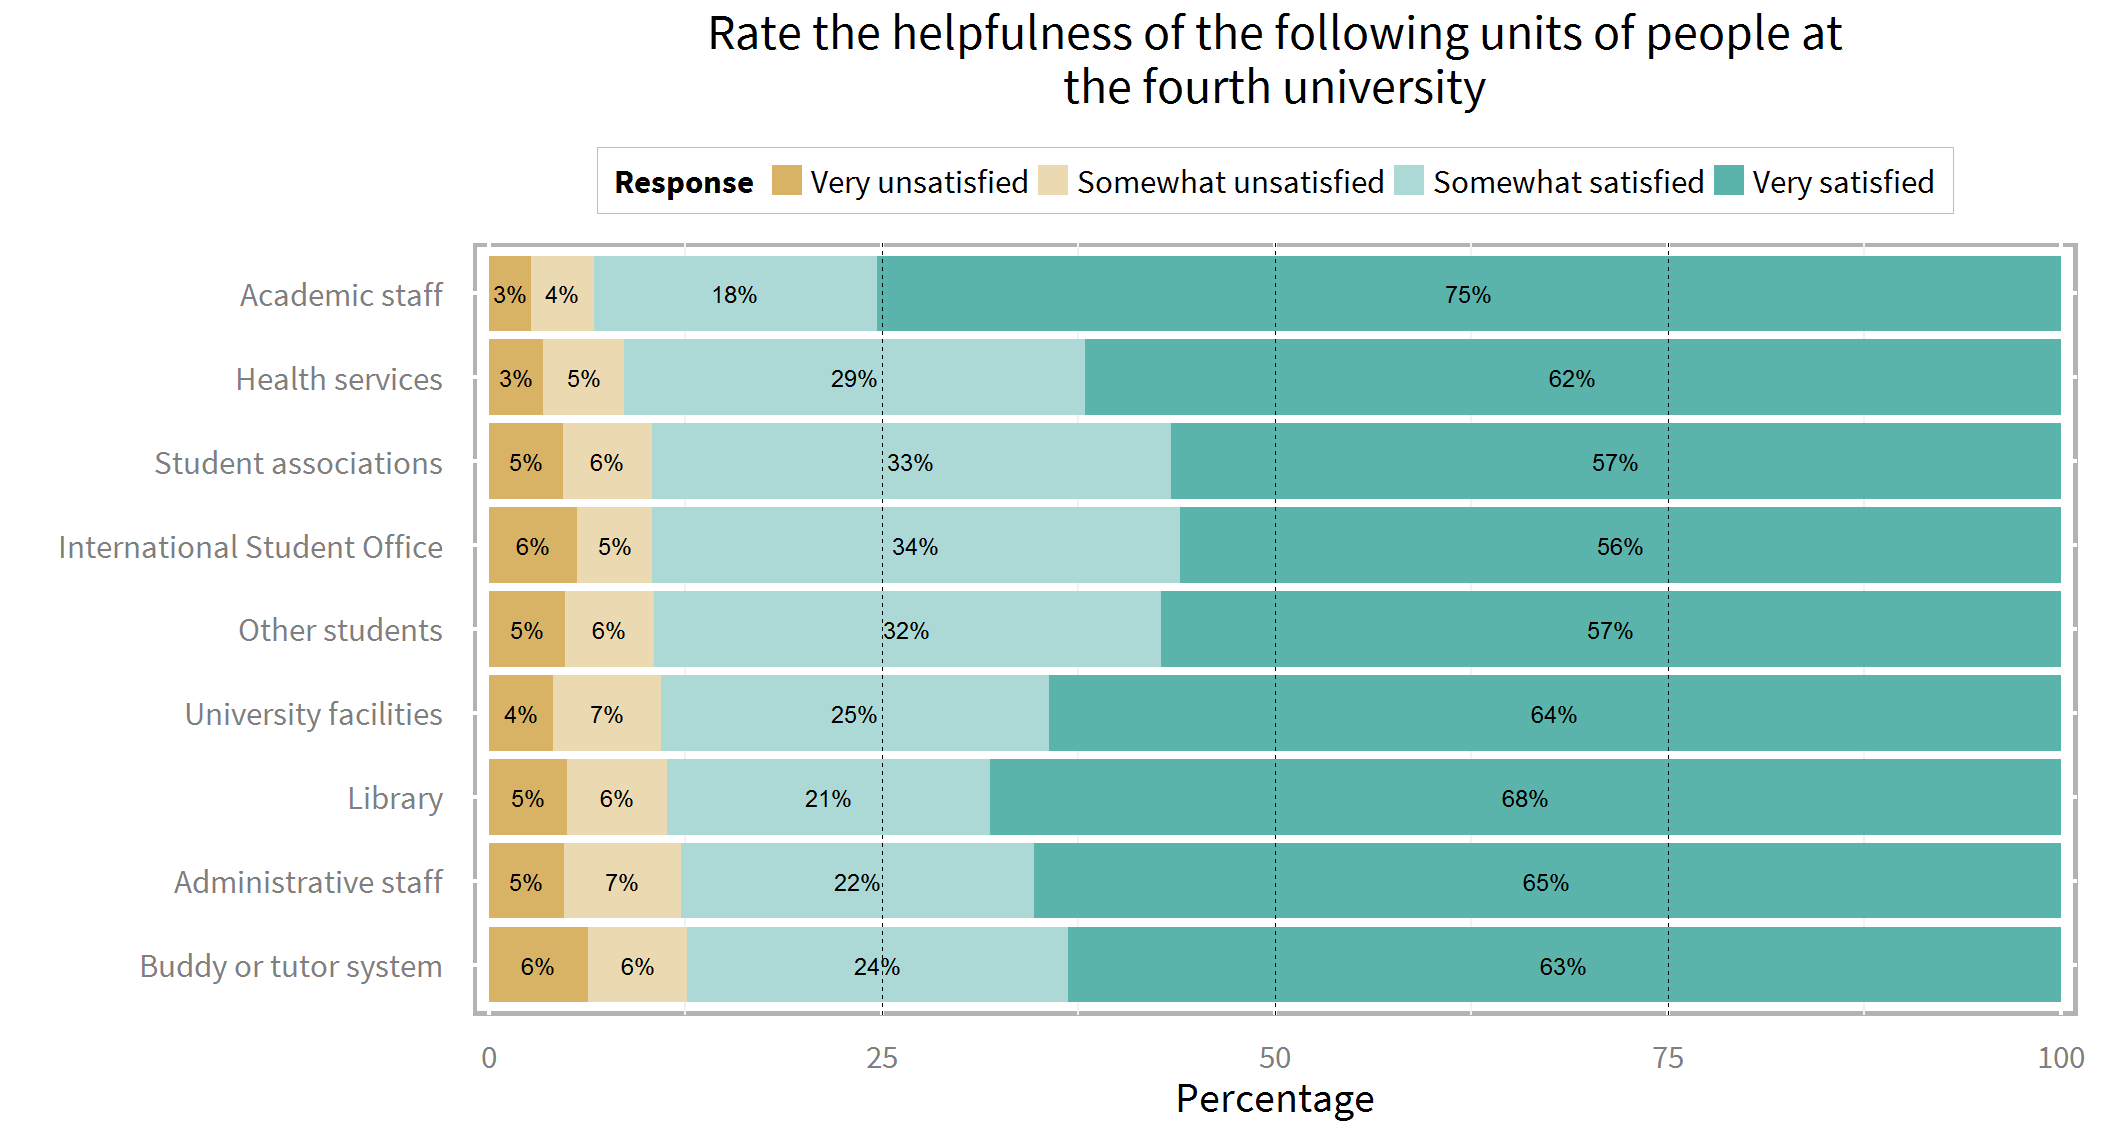 Rate the helpfulness of the following units of people at
the fourth university
Response Very unsatisfied Somewhat unsatisfied Somewhat satisfied Very satisfied
Academic staff 3% 4% 18% 75%
Health services 3% 5% 29% 62%
Student associations 5% 6% 33% 57%
International Student Office 6% 5% 34% 56%
Other students 5% 6% 32% 57%
University facilities 4% 7% 25% 64%
Library 5% 6% 21% 68%
Administrative staff 5% 7% 22% 65%
Buddy or tutor system 6% 6% 24% 63%
0 25 50 75 100
Percentage